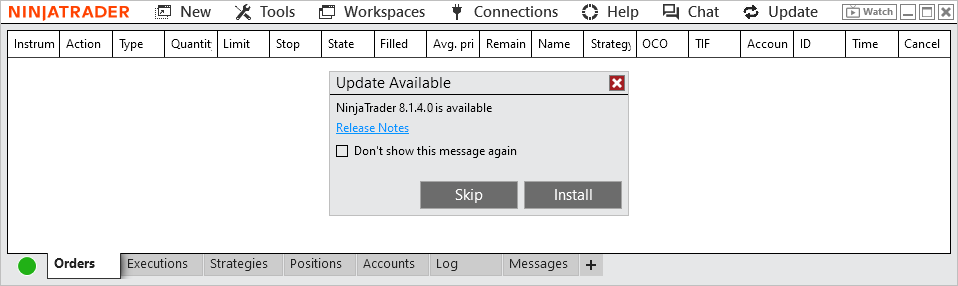 NINJATRADER New Tools Workspaces Connections Help Chat Update Watch
Instrum Action Type Quantity Limit Stop State Filled Avg. pri Remain Name Strategy OCO TIF Accoun ID Time Cancel
Update Available
NinjaTrader 8.1.4.0 is available
Release Notes
Don't show this message again
Skip Install
Orders Executions Strategies Positions Accounts Log Messages +